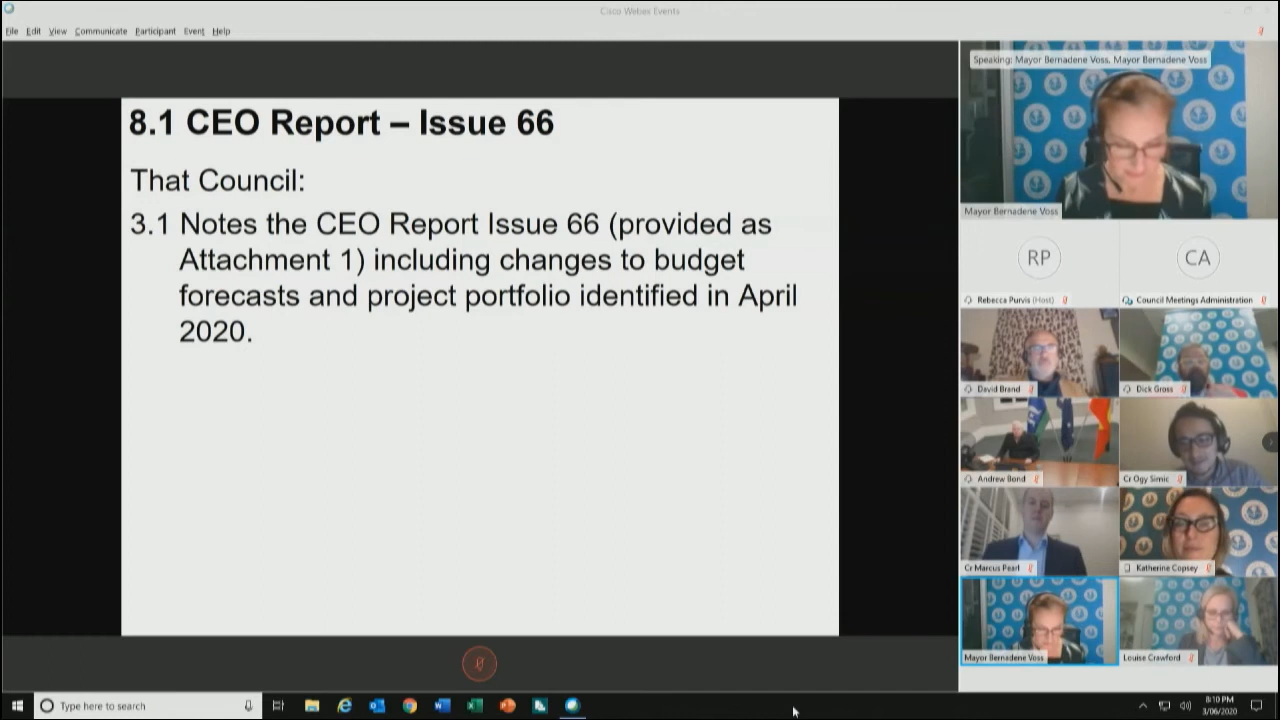 Cisco Webex Events
File Edit View Communicate Participant Event Help
8.1 CEO Report – Issue 66
That Council:
3.1 Notes the CEO Report Issue 66 (provided as
Attachment 1) including changes to budget
forecasts and project portfolio identified in April
2020.
Speaking: Mayor Bernadene Voss, Mayor Bernadene Voss
Mayor Bernadene Voss
RP
CA
Rebecca Purvis (Host)
Council Meetings Administration
David Brand
Dick Gross
Andrew Bond
Cr Ogy Simic
Cr Marcus Pearl
Katherine Copsey
Mayor Bernadene Voss
Louise Crawford
Type here to search
8:10 PM
3/06/2020